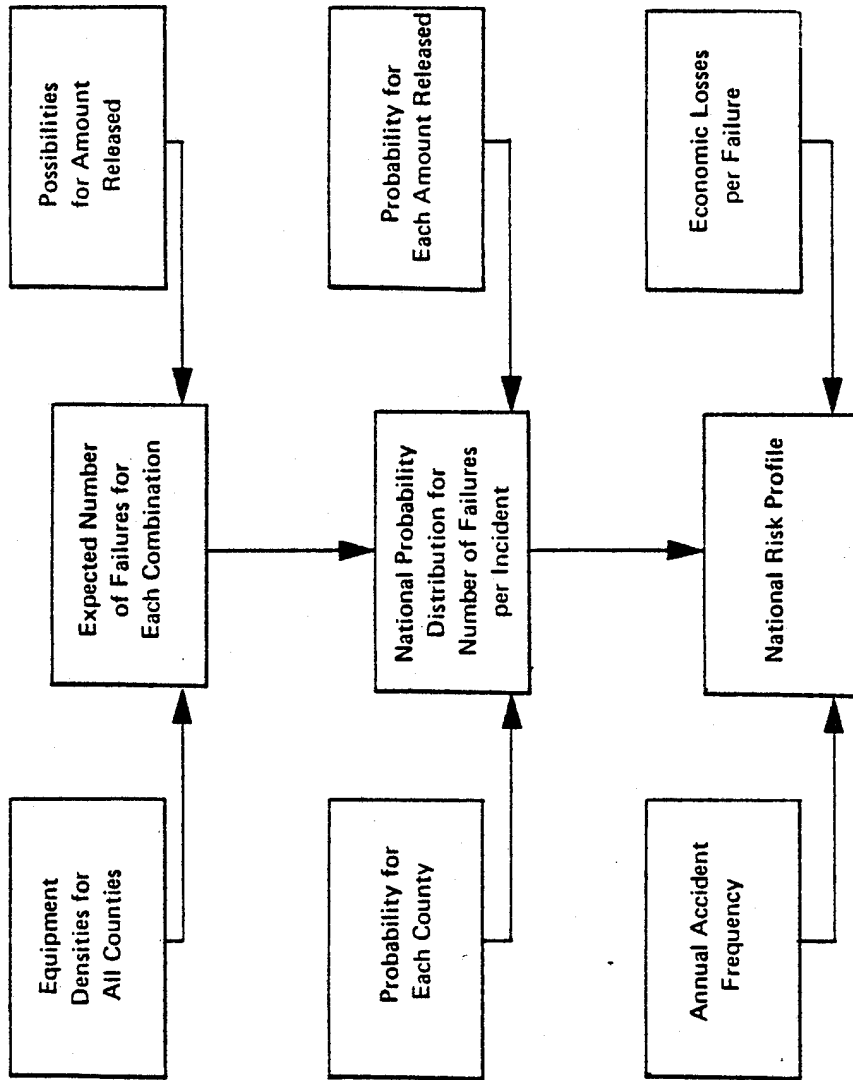 Equipment
Densities for
All Counties
Expected Number
of Failures for
Each Combination
Possibilities
for Amount
Released
Probability for
Each County
National Probability
Distribution for
Number of Failures
per Incident
Probability for
Each Amount Released
Annual Accident
Frequency
National Risk Profile
Economic Losses
per Failure